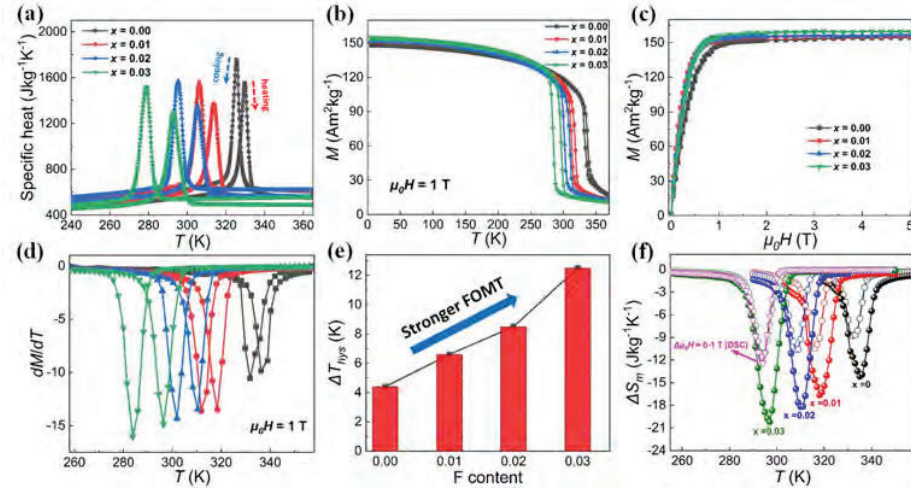 (a)
2000
1600
1200
800
400
Specific heat (Jkg⁻¹K⁻¹)
x = 0.00
x = 0.01
x = 0.02
x = 0.03
cooling
heating
240 260 280 300 320 340 360
T (K)
(b)
150
120
90
60
30
0
M (Am²kg⁻¹)
x = 0.00
x = 0.01
x = 0.02
x = 0.03
μ₀H = 1 T
0 50 100 150 200 250 300 350
T (K)
(c)
150
120
90
60
30
0
M (Am²kg⁻¹)
x = 0.00
x = 0.01
x = 0.02
x = 0.03
0 1 2 3 4 5
μ₀H (T)
(d)
0
-5
-10
-15
dM/dT
μ₀H = 1 T
260 280 300 320 340
T (K)
(e)
12
10
8
6
4
2
0
ΔT_hys (K)
Stronger FOMT
0.00 0.01 0.02 0.03
F content
(f)
0
-3
-6
-9
-12
-15
-18
-21
-24
ΔS_m (Jkg⁻¹K⁻¹)
Δμ₀H = 0-1 T |DSC)
x =0
x =0.01
x =0.02
x =0.03
260 280 300 320 340
T (K)